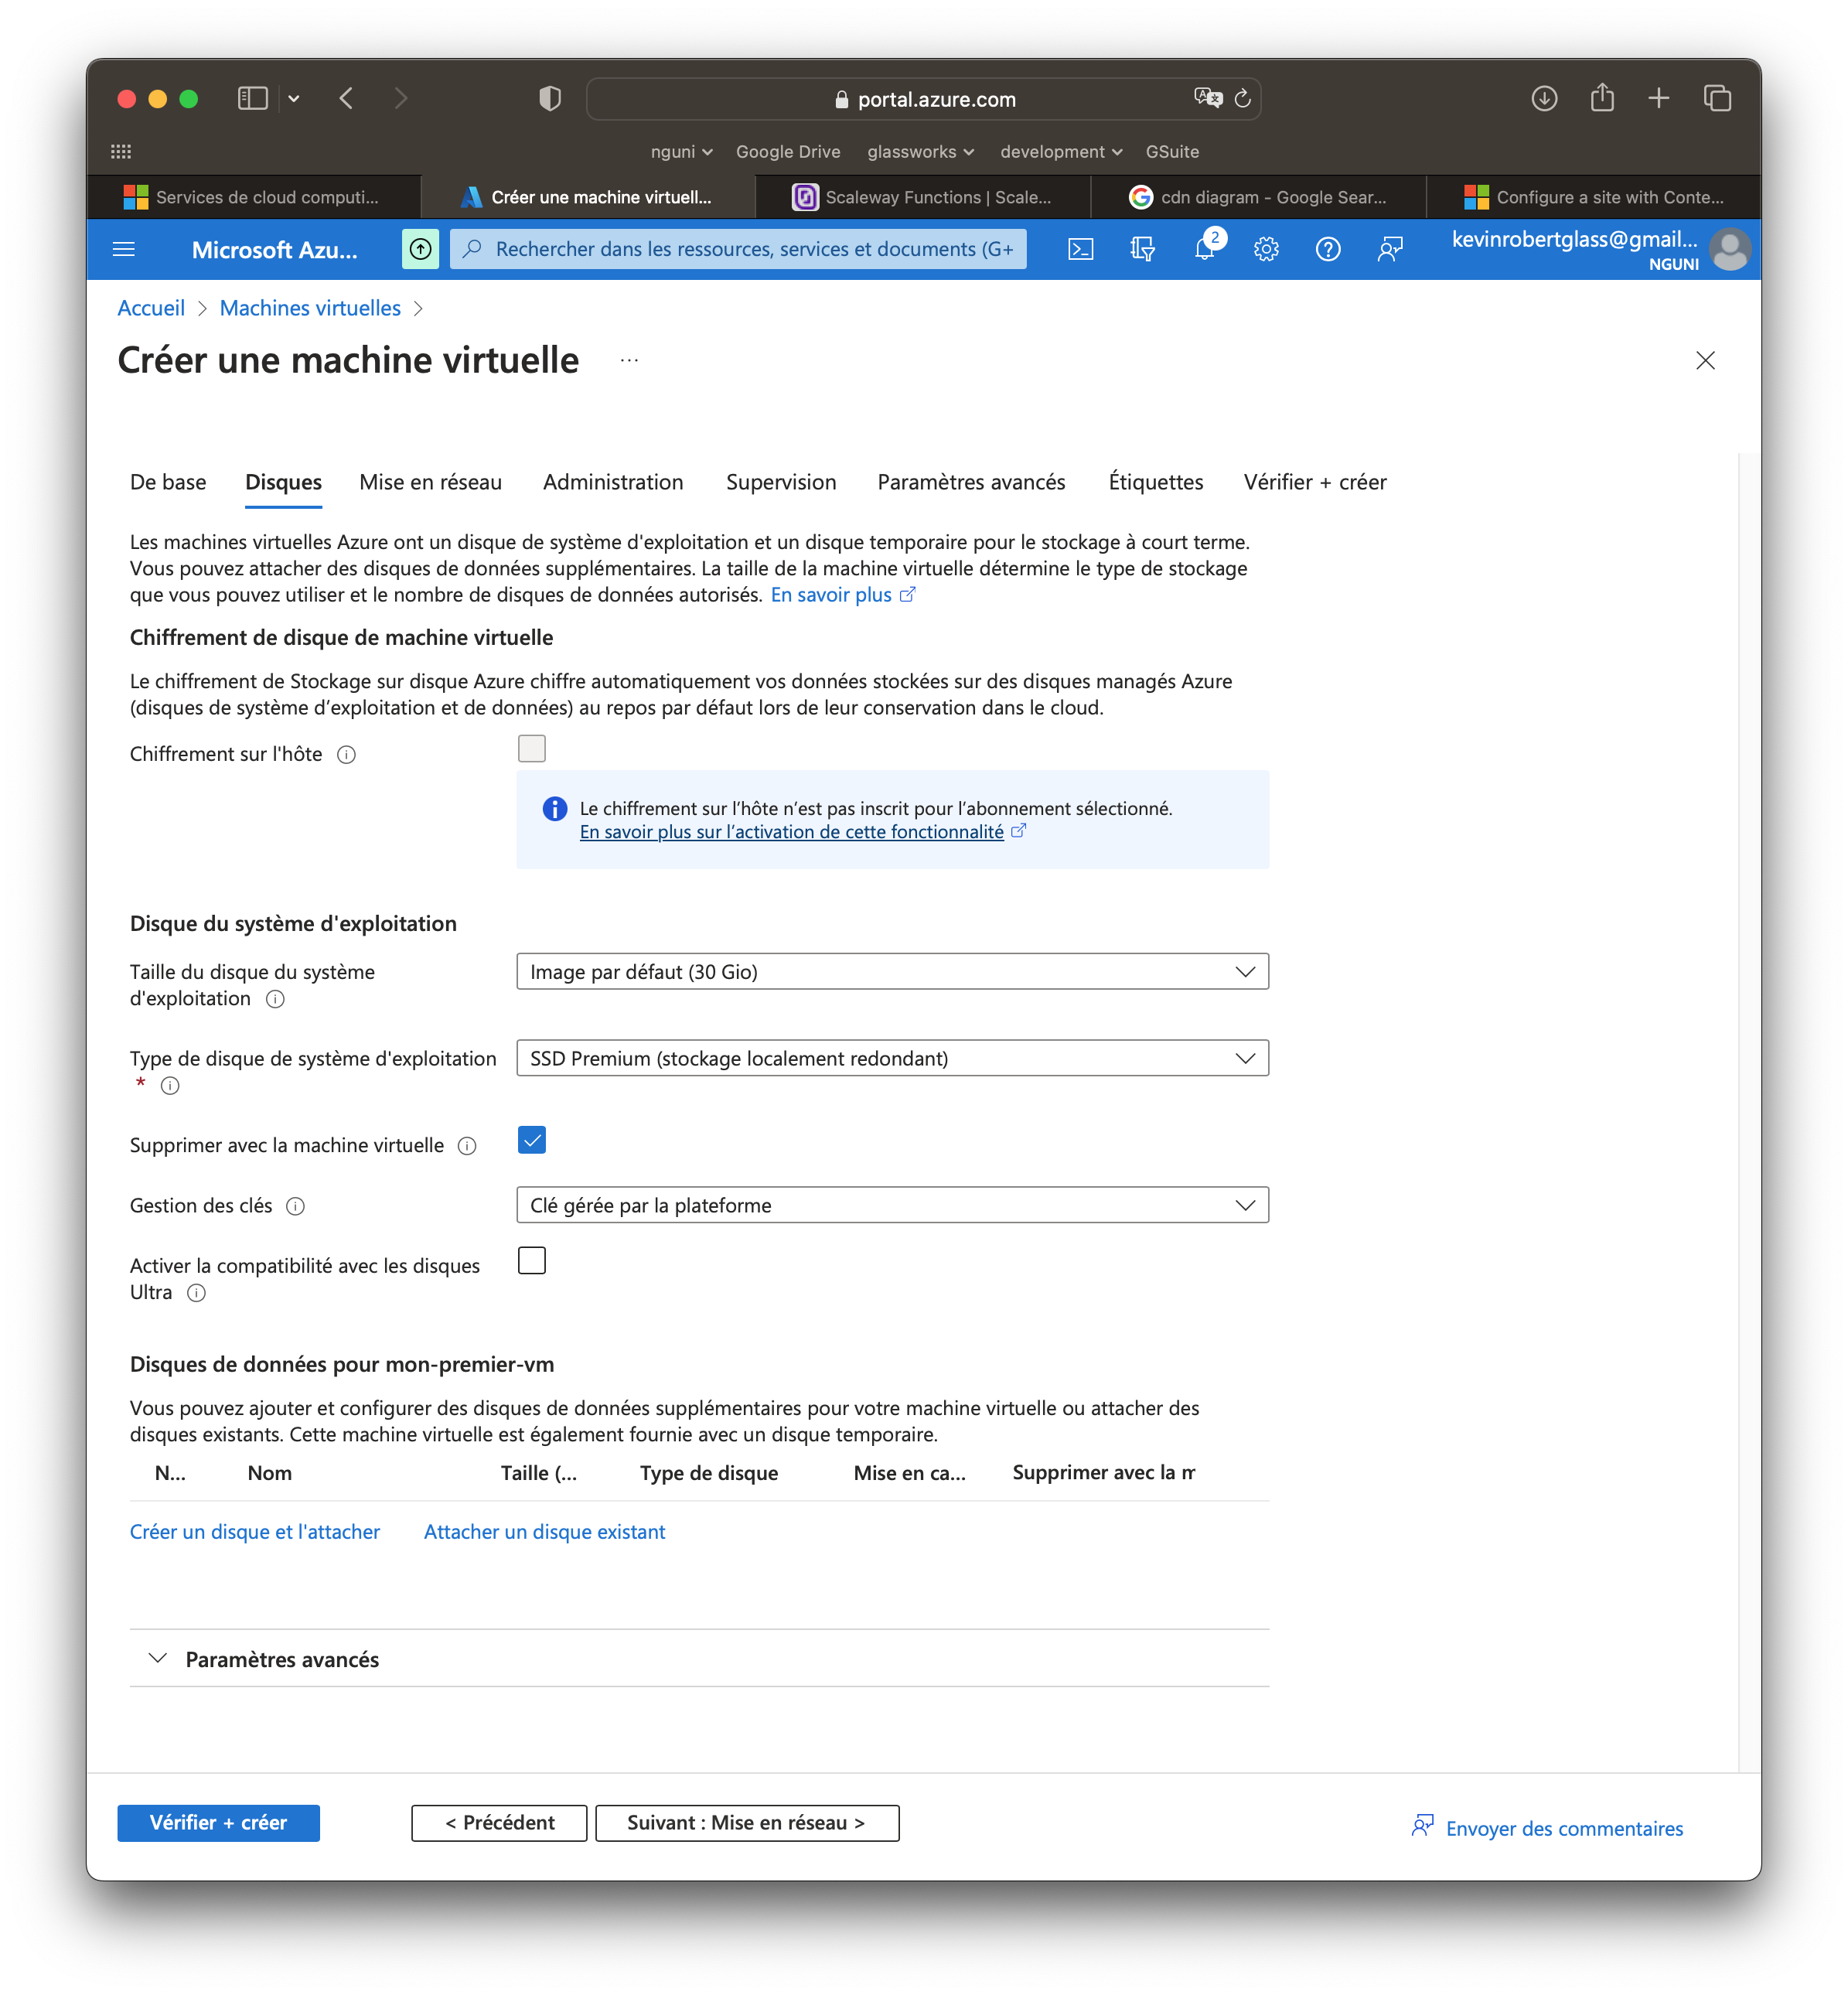 portal.azure.com
nguni Google Drive glassworks development GSuite
Services de cloud computi... Créer une machine virtuell... Scaleway Functions | Scale... cdn diagram - Google Sear... Configure a site with Conte...
Microsoft Azu... Rechercher dans les ressources, services et documents (G+ 2 kevinrobertglass@gmail...
NGUNI
Accueil > Machines virtuelles >
Créer une machine virtuelle ...
De base Disques Mise en réseau Administration Supervision Paramètres avancés Étiquettes Vérifier + créer
Les machines virtuelles Azure ont un disque de système d'exploitation et un disque temporaire pour le stockage à court terme.
Vous pouvez attacher des disques de données supplémentaires. La taille de la machine virtuelle détermine le type de stockage
que vous pouvez utiliser et le nombre de disques de données autorisés. En savoir plus
Chiffrement de disque de machine virtuelle
Le chiffrement de Stockage sur disque Azure chiffre automatiquement vos données stockées sur des disques managés Azure
(disques de système d’exploitation et de données) au repos par défaut lors de leur conservation dans le cloud.
Chiffrement sur l'hôte
Le chiffrement sur l’hôte n’est pas inscrit pour l’abonnement sélectionné.
En savoir plus sur l’activation de cette fonctionnalité
Disque du système d'exploitation
Taille du disque du système
d'exploitation
Image par défaut (30 Gio)
Type de disque de système d'exploitation
*
SSD Premium (stockage localement redondant)
Supprimer avec la machine virtuelle
Gestion des clés
Clé gérée par la plateforme
Activer la compatibilité avec les disques
Ultra
Disques de données pour mon-premier-vm
Vous pouvez ajouter et configurer des disques de données supplémentaires pour votre machine virtuelle ou attacher des
disques existants. Cette machine virtuelle est également fournie avec un disque temporaire.
N... Nom Taille (... Type de disque Mise en ca... Supprimer avec la m
Créer un disque et l'attacher Attacher un disque existant
Paramètres avancés
Vérifier + créer < Précédent Suivant : Mise en réseau > Envoyer des commentaires